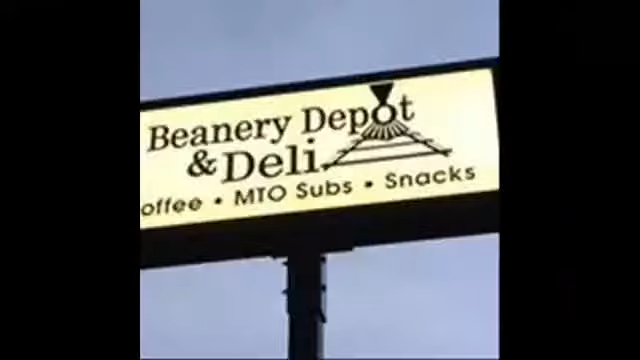 Beanery Depot
& Deli
offee • MTO Subs • Snacks